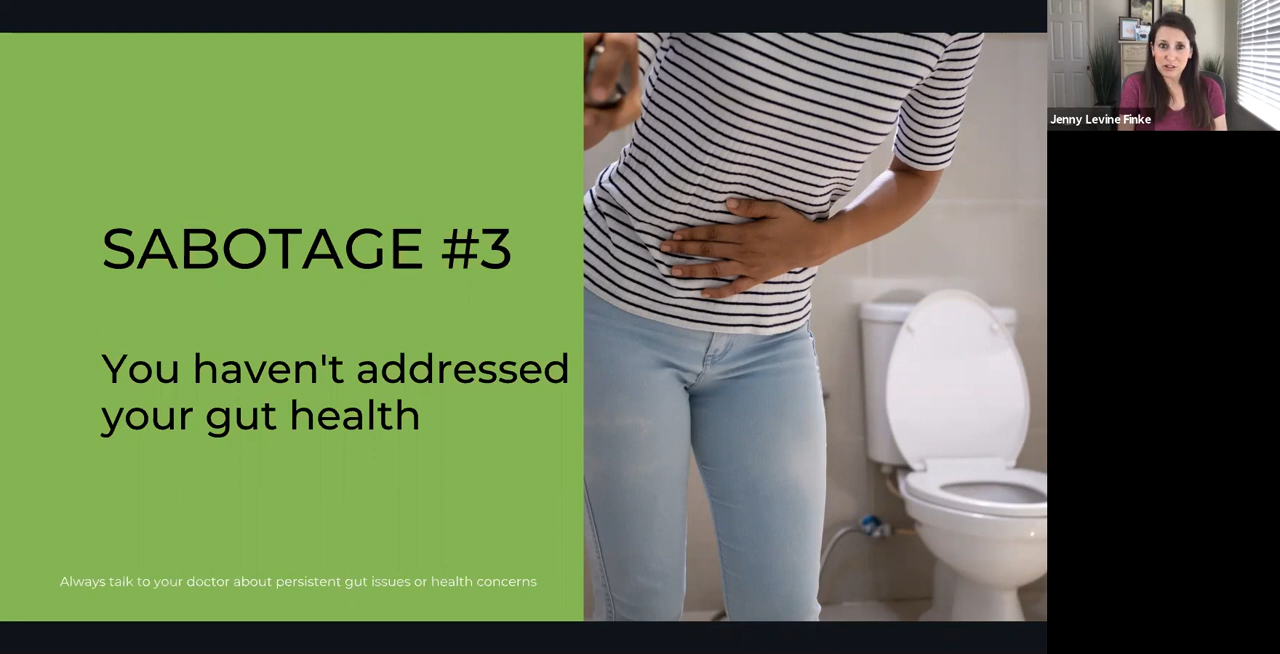 SABOTAGE #3
You haven't addressed
your gut health
Always talk to your doctor about persistent gut issues or health concerns
Jenny Levine Finke